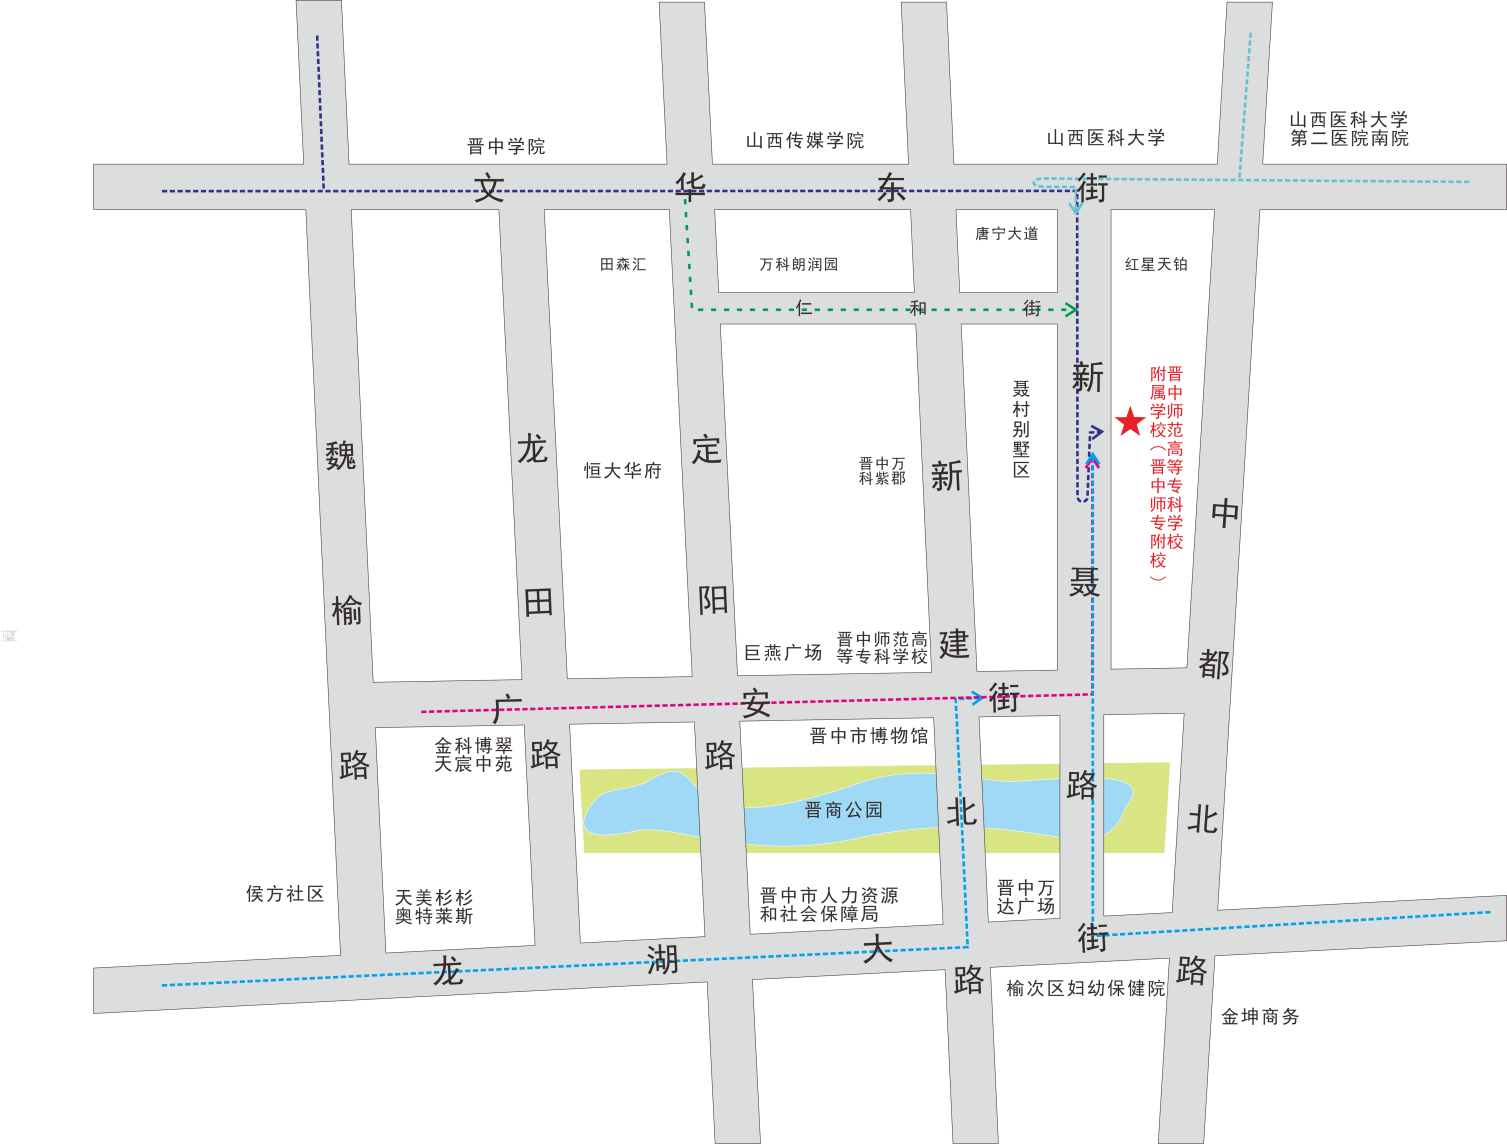 晋中学院
山西传媒学院
山西医科大学
山西医科大学
第二医院南院
文华东街
唐宁大道
田森汇
万科朗润园
红星天铂
仁和街
魏榆路
龙田路
定阳路
新建北路
新聂路
中都北路
恒大华府
晋中万
科紫郡
聂村别墅区
晋中师范高等专科学校
附属学校（晋中师专附校）
巨燕广场
晋中师范高
等专科学校
广安街
金科博翠
天宸中苑
晋中市博物馆
晋商公园
侯方社区
天美杉杉
奥特莱斯
晋中市人力资源
和社会保障局
晋中万
达广场
龙湖大街
榆次区妇幼保健院
金坤商务